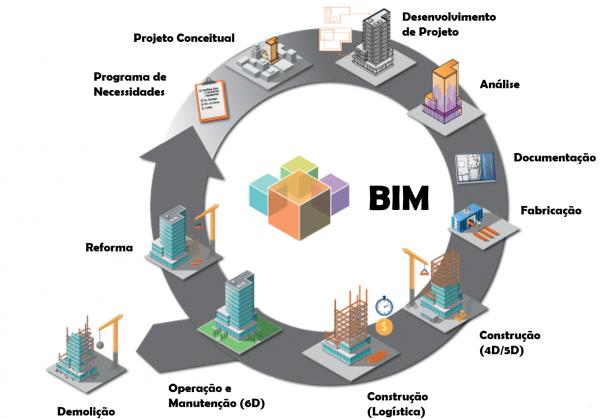 Desenvolvimento
de Projeto
Projeto Conceitual
Programa de
Necessidades
Análise
Documentação
Fabricação
BIM
Reforma
Construção
(4D/5D)
Operação e
Manutenção (6D)
Construção
(Logística)
Demolição
$